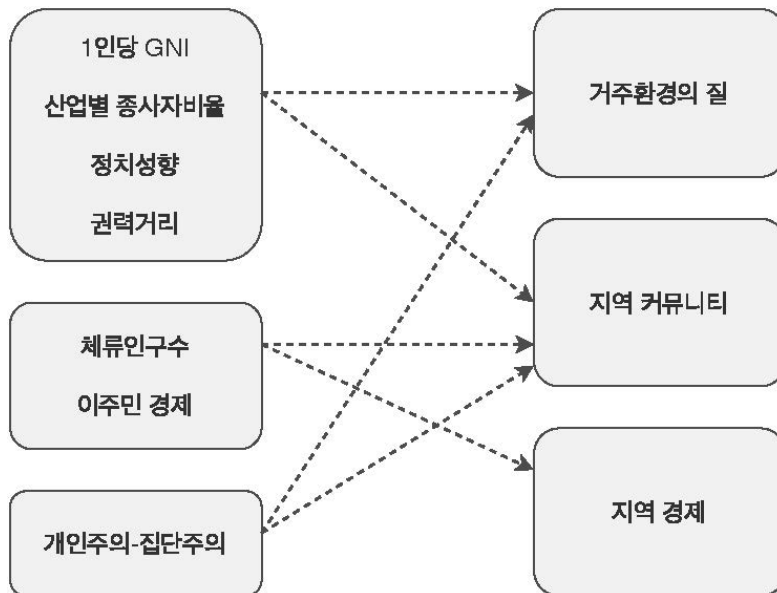 1인당 GNI
산업별 종사자비율
정치성향
권력거리
체류인구수
이주민 경제
개인주의-집단주의
거주환경의 질
지역 커뮤니티
지역 경제